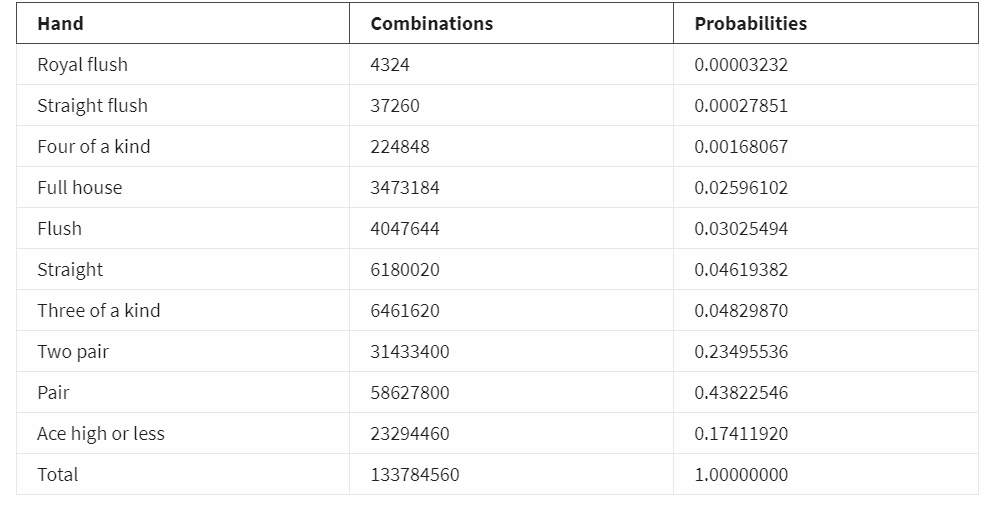 Hand Combinations Probabilities
Royal flush 4324 0.00003232
Straight flush 37260 0.00027851
Four of a kind 224848 0.00168067
Full house 3473184 0.02596102
Flush 4047644 0.03025494
Straight 6180020 0.04619382
Three of a kind 6461620 0.04829870
Two pair 31433400 0.23495536
Pair 58627800 0.43822546
Ace high or less 23294460 0.17411920
Total 133784560 1.00000000